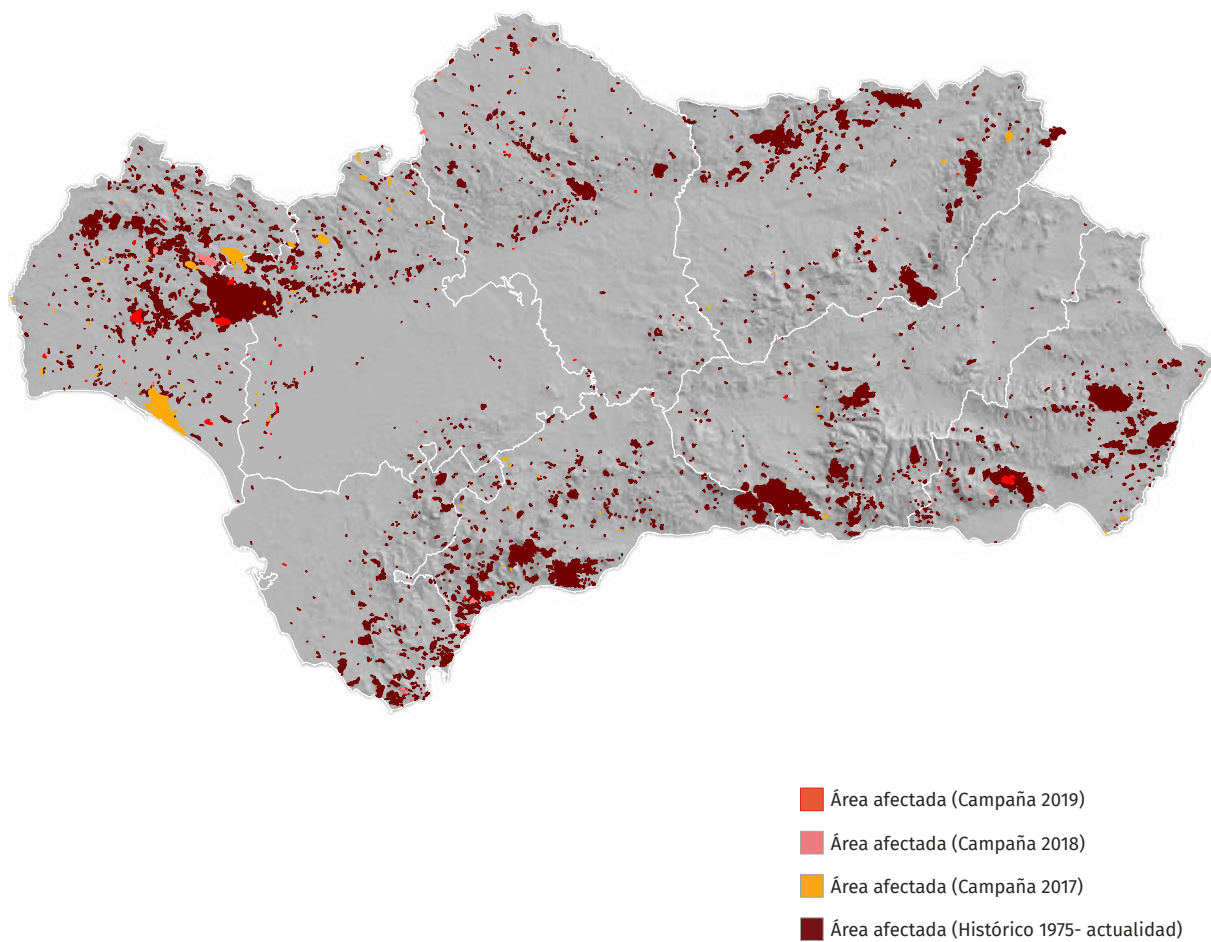 Área afectada (Campaña 2019)
Área afectada (Campaña 2018)
Área afectada (Campaña 2017)
Área afectada (Histórico 1975- actualidad)